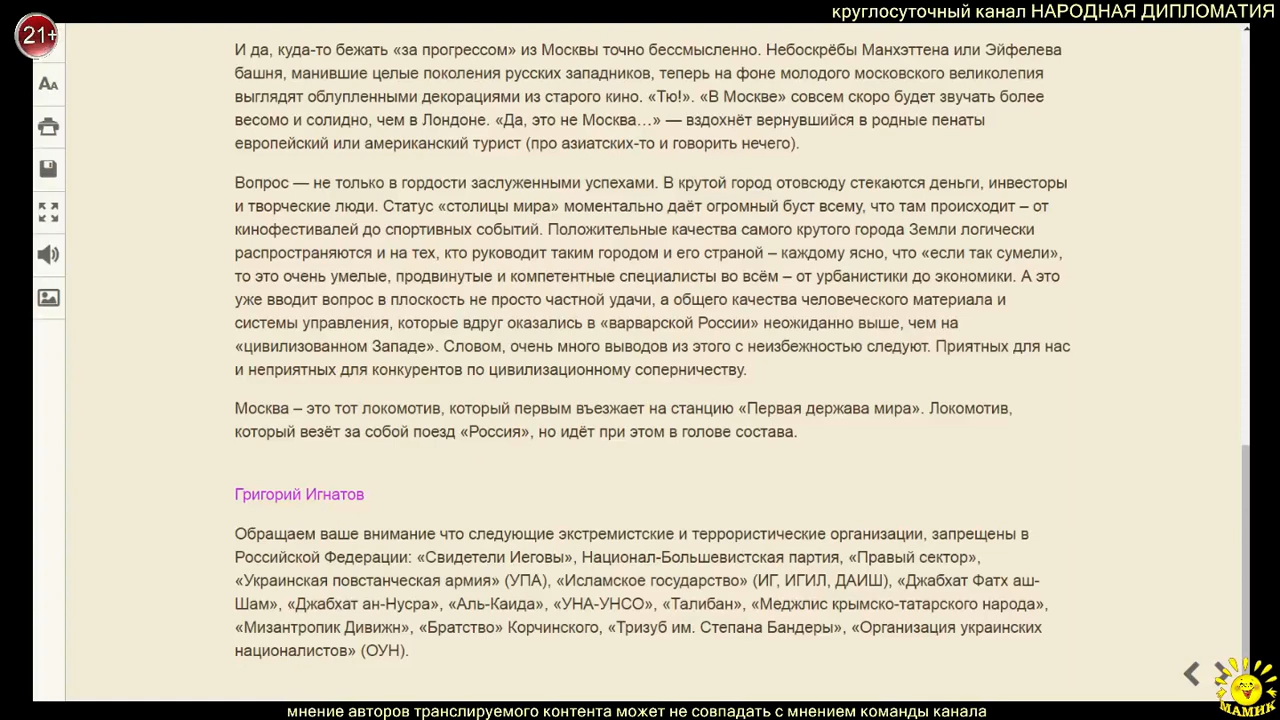 круглосуточный канал НАРОДНАЯ ДИПЛОМАТИЯ
21+
И да, куда-то бежать «за прогрессом» из Москвы точно бессмысленно. Небоскрёбы Манхэттена или Эйфелева
башня, манившие целые поколения русских западников, теперь на фоне молодого московского великолепия
выглядят облупленными декорациями из старого кино. «Тю!». «В Москве» совсем скоро будет звучать более
весомо и солидно, чем в Лондоне. «Да, это не Москва…» — вздохнёт вернувшийся в родные пенаты
европейский или американский турист (про азиатских-то и говорить нечего).
Вопрос — не только в гордости заслуженными успехами. В крутой город отовсюду стекаются деньги, инвесторы
и творческие люди. Статус «столицы мира» моментально даёт огромный буст всему, что там происходит – от
кинофестивалей до спортивных событий. Положительные качества самого крутого города Земли логически
распространяются и на тех, кто руководит таким городом и его страной – каждому ясно, что «если так сумели»,
то это очень умелые, продвинутые и компетентные специалисты во всём – от урбанистики до экономики. А это
уже вводит вопрос в плоскость не просто частной удачи, а общего качества человеческого материала и
системы управления, которые вдруг оказались в «варварской России» неожиданно выше, чем на
«цивилизованном Западе». Словом, очень много выводов из этого с неизбежностью следуют. Приятных для нас
и неприятных для конкурентов по цивилизационному соперничеству.
Москва – это тот локомотив, который первым въезжает на станцию «Первая держава мира». Локомотив,
который везёт за собой поезд «Россия», но идёт при этом в голове состава.
Григорий Игнатов
Обращаем ваше внимание что следующие экстремистские и террористические организации, запрещены в
Российской Федерации: «Свидетели Иеговы», Национал-Большевистская партия, «Правый сектор»,
«Украинская повстанческая армия» (УПА), «Исламское государство» (ИГ, ИГИЛ, ДАИШ), «Джабхат Фатх аш-
Шам», «Джабхат ан-Нусра», «Аль-Каида», «УНА-УНСО», «Талибан», «Меджлис крымско-татарского народа»,
«Мизантропик Дивижн», «Братство» Корчинского, «Тризуб им. Степана Бандеры», «Организация украинских
националистов» (ОУН).
МАМИК
мнение авторов транслируемого контента может не совпадать с мнением команды канала